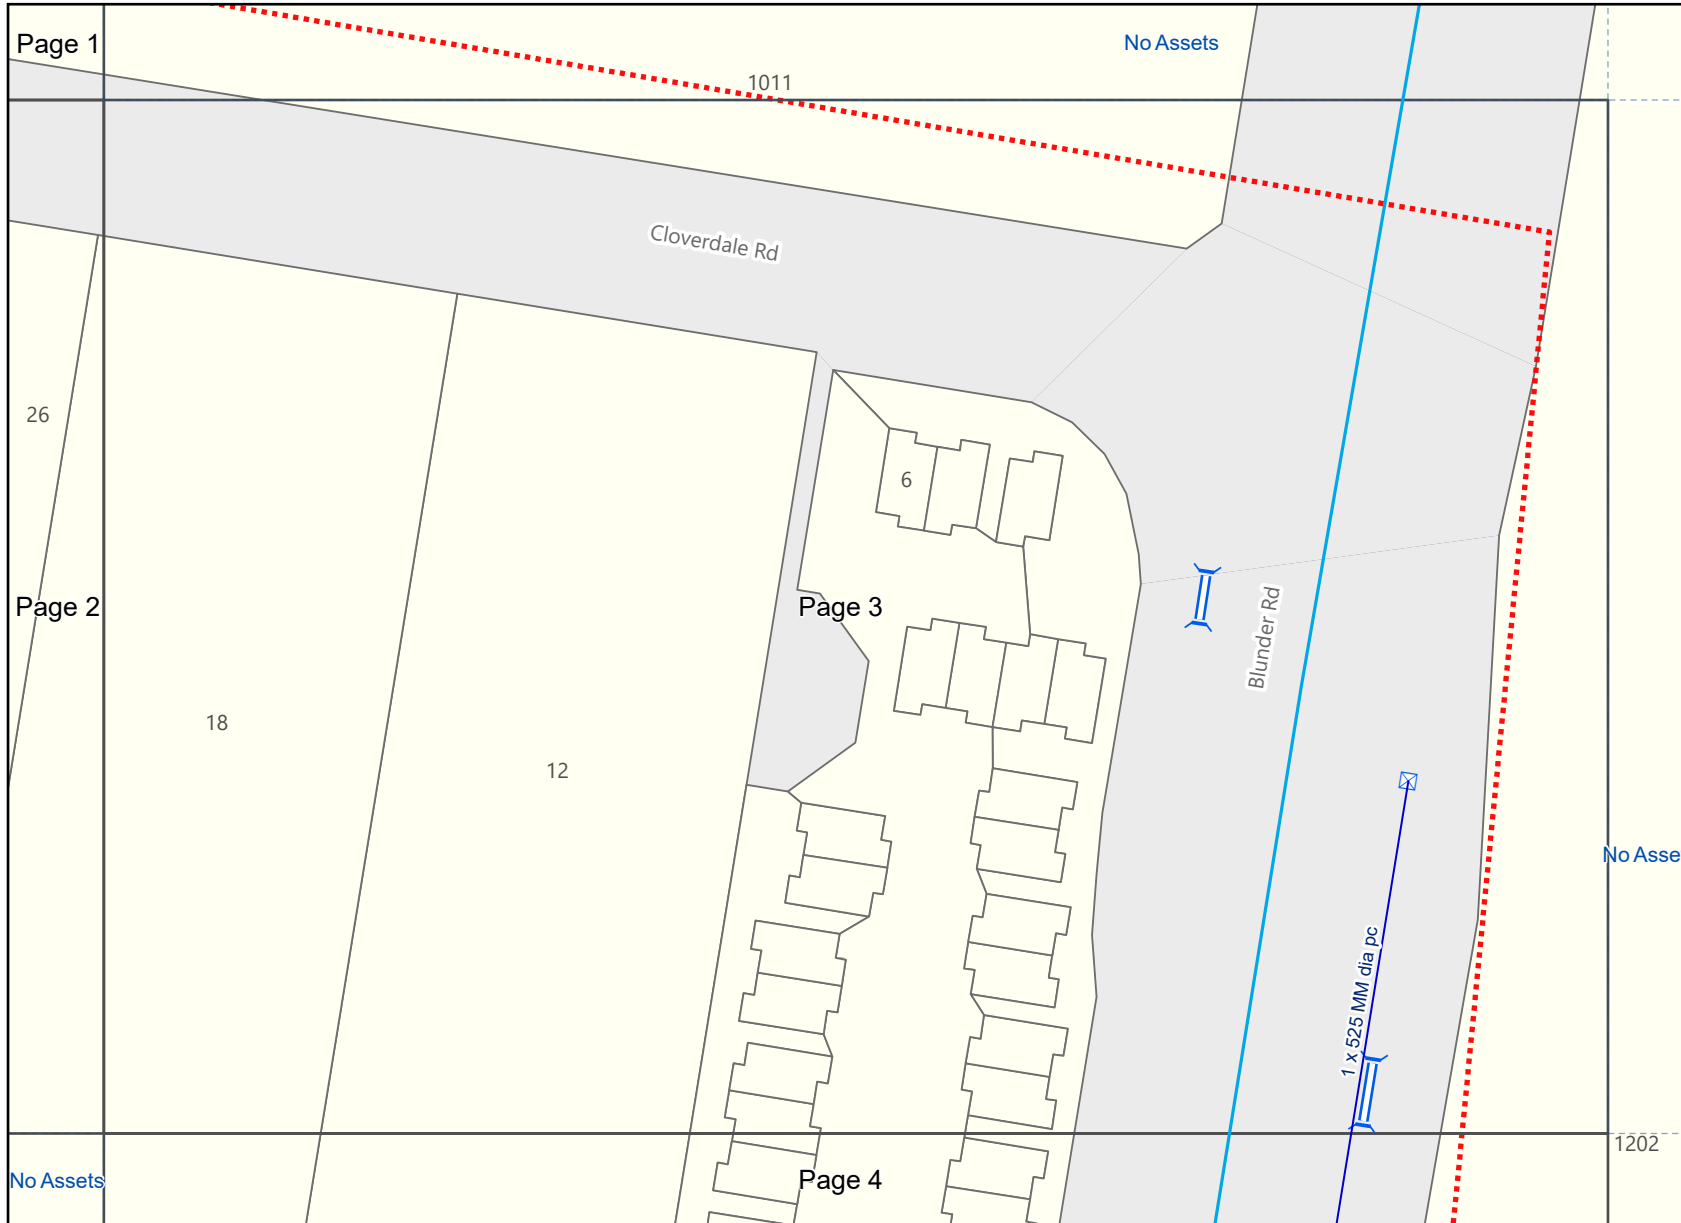 Page 1
No Assets
1011
Cloverdale Rd
26
6
Page 2
Page 3
Blunder Rd
18
12
No Asse
1 x 525 MM dia pc
1202
No Assets
Page 4